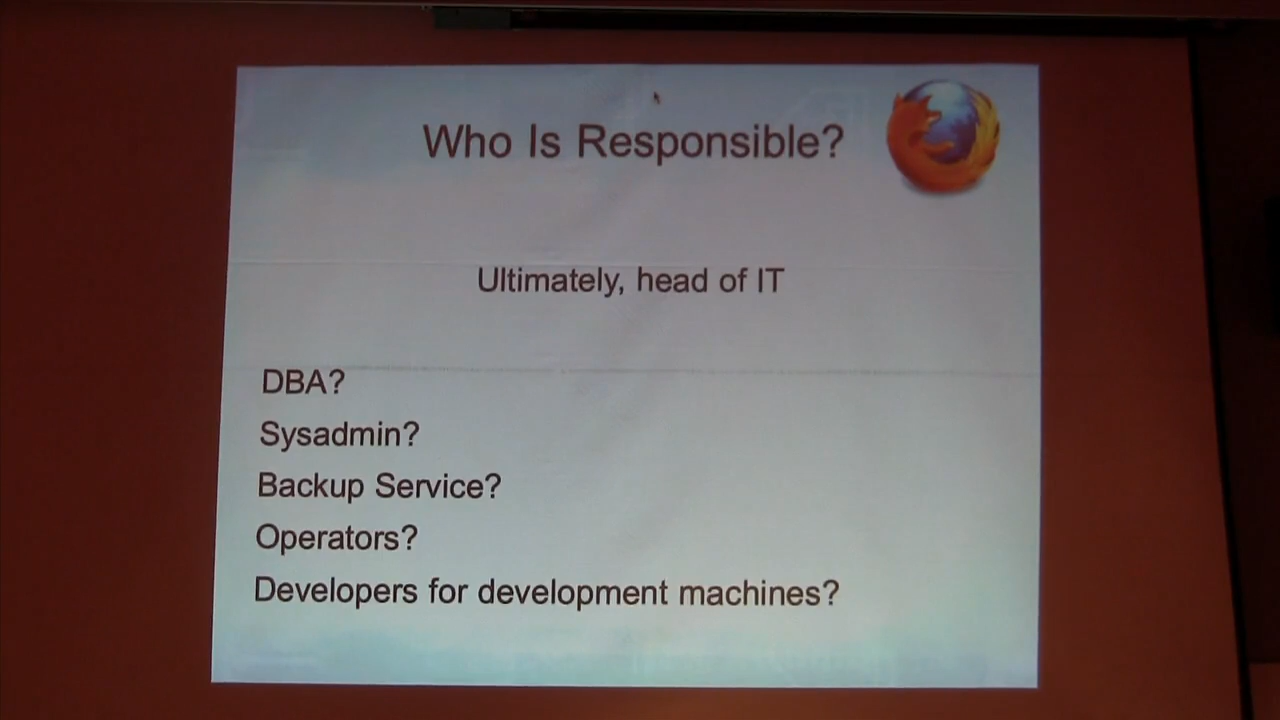 Who Is Responsible?
Ultimately, head of IT
DBA?
Sysadmin?
Backup Service?
Operators?
Developers for development machines?